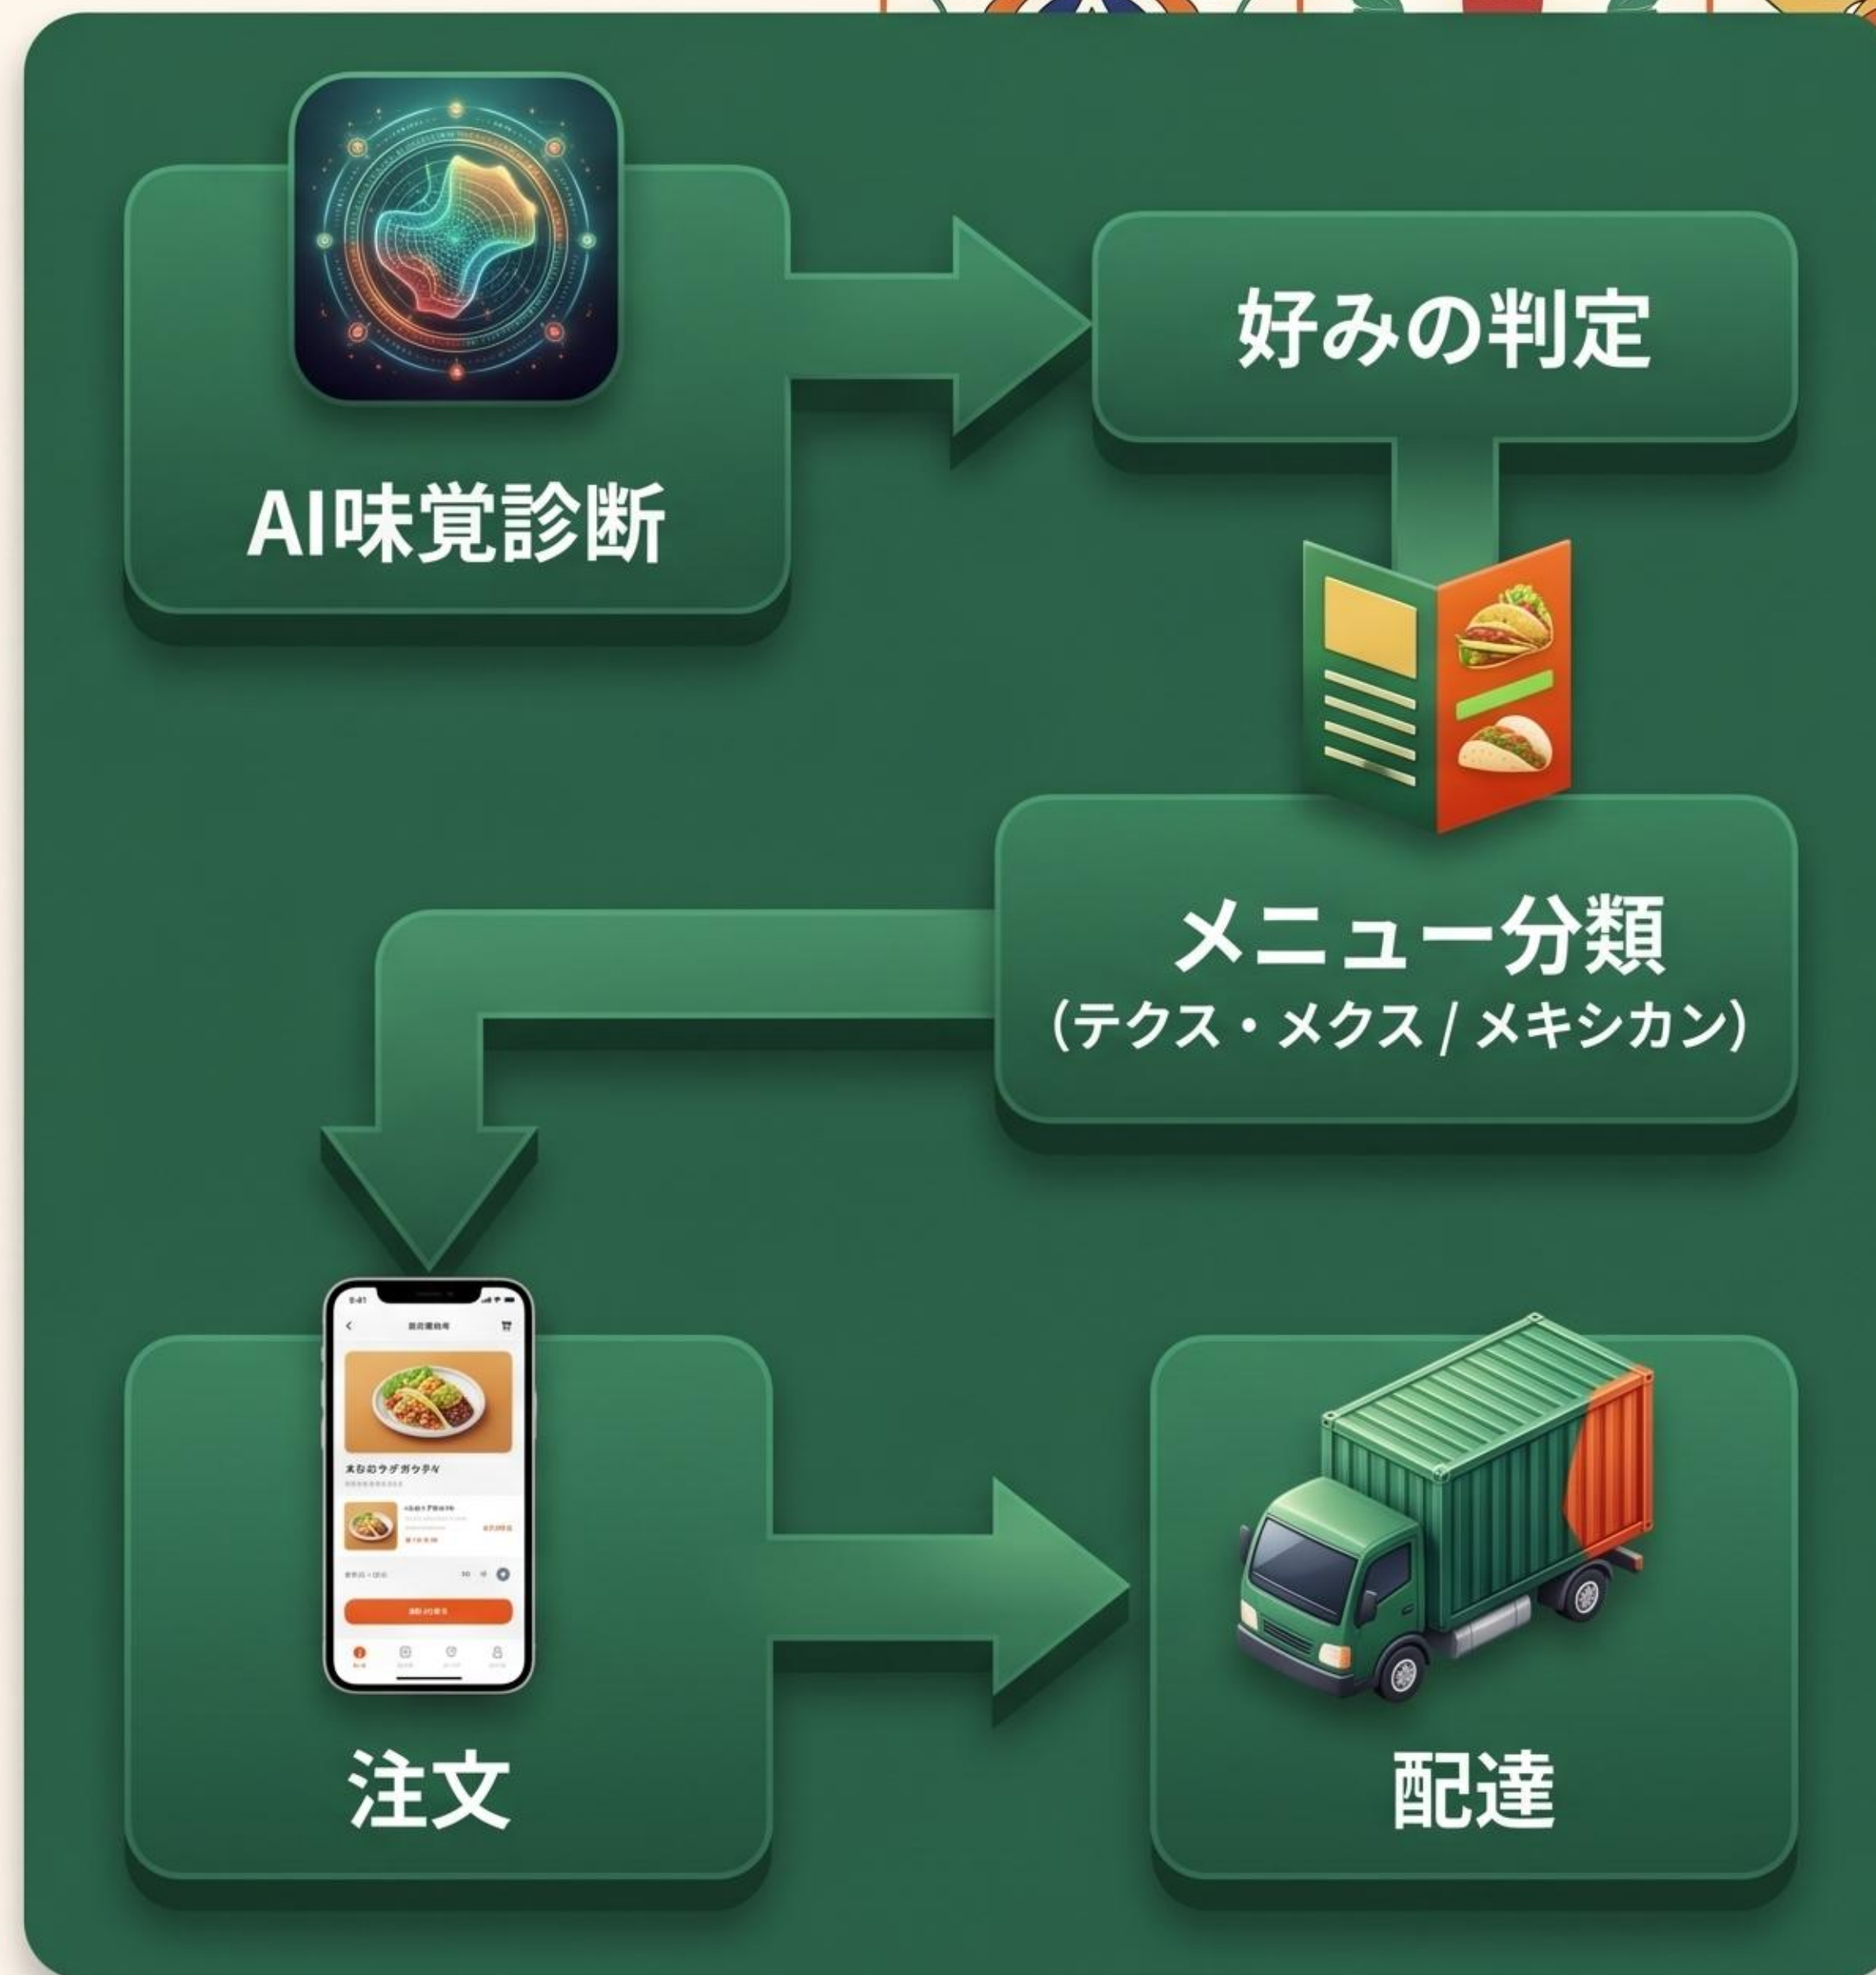 AI味覚診断
好みの判定
メニュー分類
（テクス・メクス / メキシカン）
注文
配達